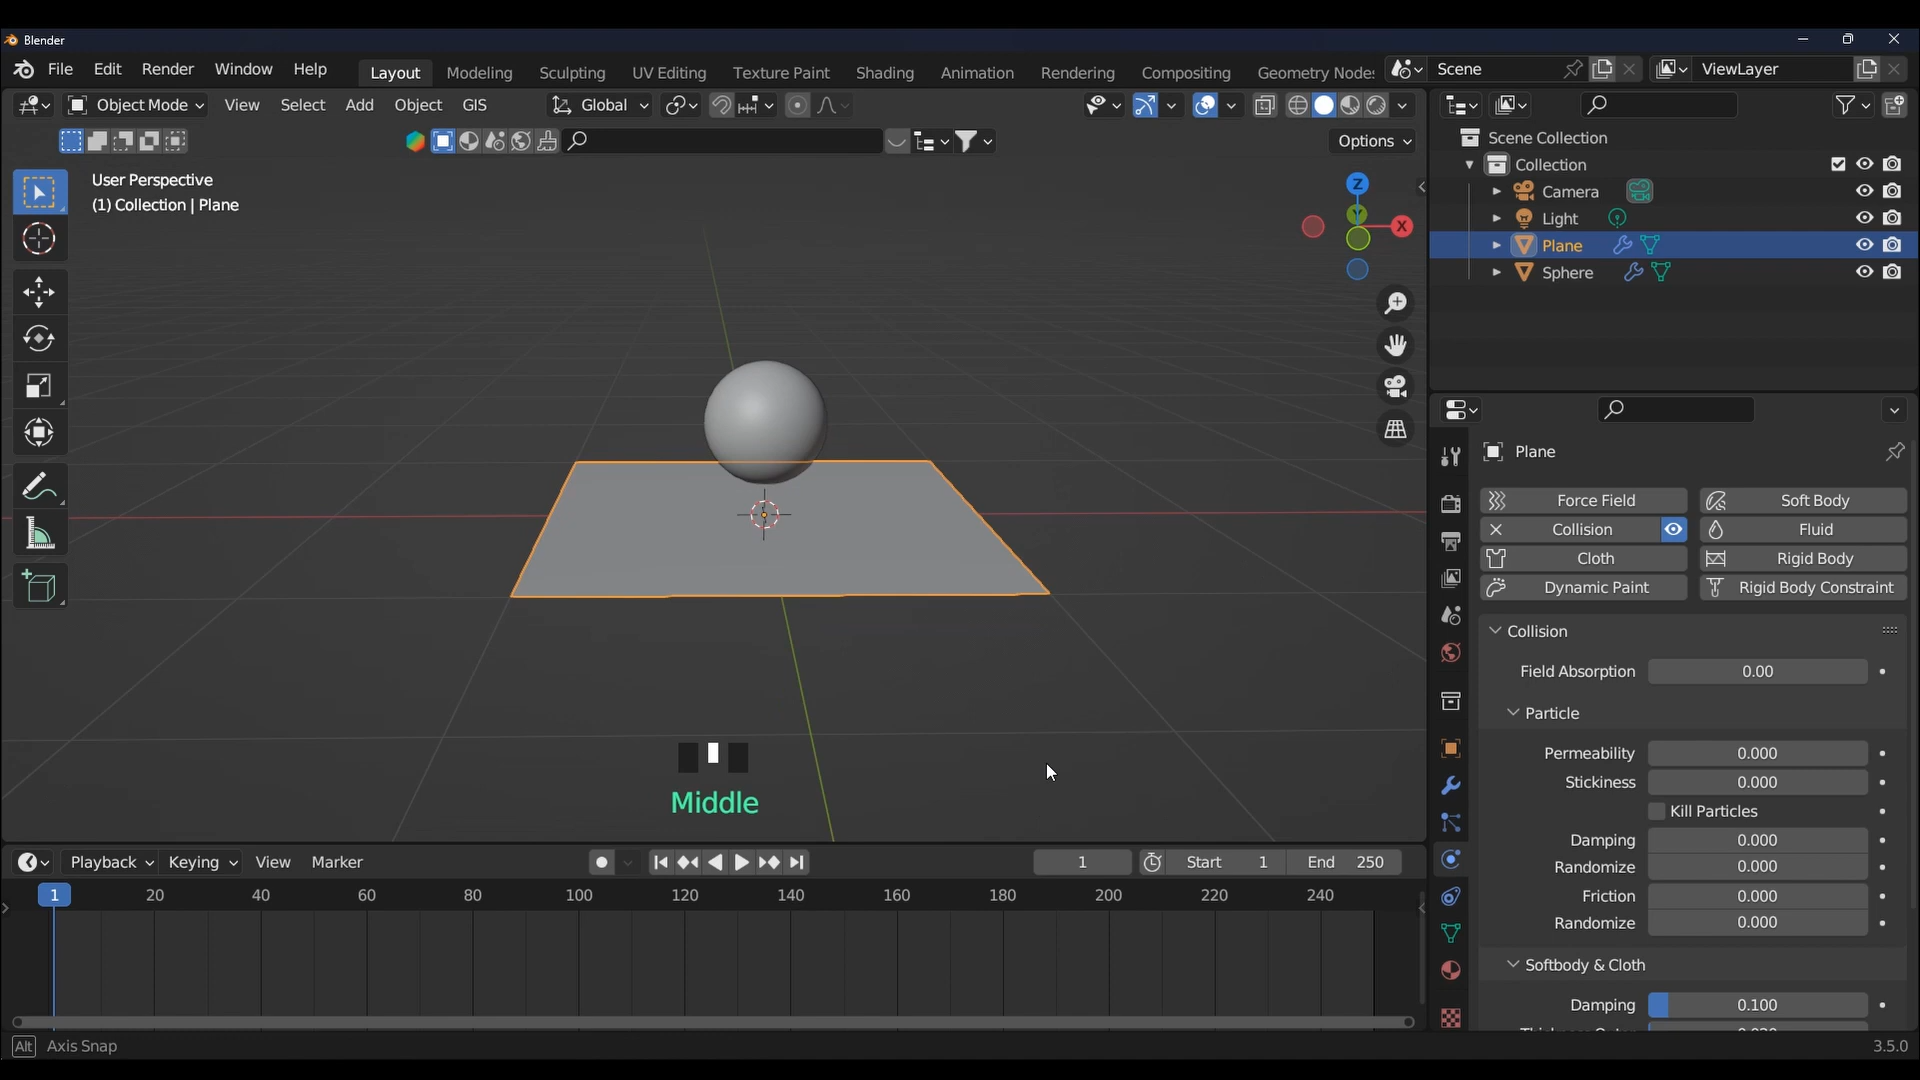 Blender
File Edit Render Window Help Layout Modeling Sculpting UV Editing Texture Paint Shading Animation Rendering Compositing Geometry Nodes Scene ViewLayer
Object Mode View Select Add Object GIS Global
Options
User Perspective
(1) Collection | Plane
Z
Y
X
Middle
Scene Collection
Collection
Camera
Light
Plane
Sphere
Plane
Force Field Soft Body
Collision Fluid
Cloth Rigid Body
Dynamic Paint Rigid Body Constraint
Collision
Field Absorption 0.00
Particle
Permeability 0.000
Stickiness 0.000
Kill Particles
Damping 0.000
Randomize 0.000
Friction 0.000
Randomize 0.000
Softbody & Cloth
Damping 0.100
Playback Keying View Marker 1 Start 1 End 250
1 20 40 60 80 100 120 140 160 180 200 220 240
Alt Axis Snap 3.5.0